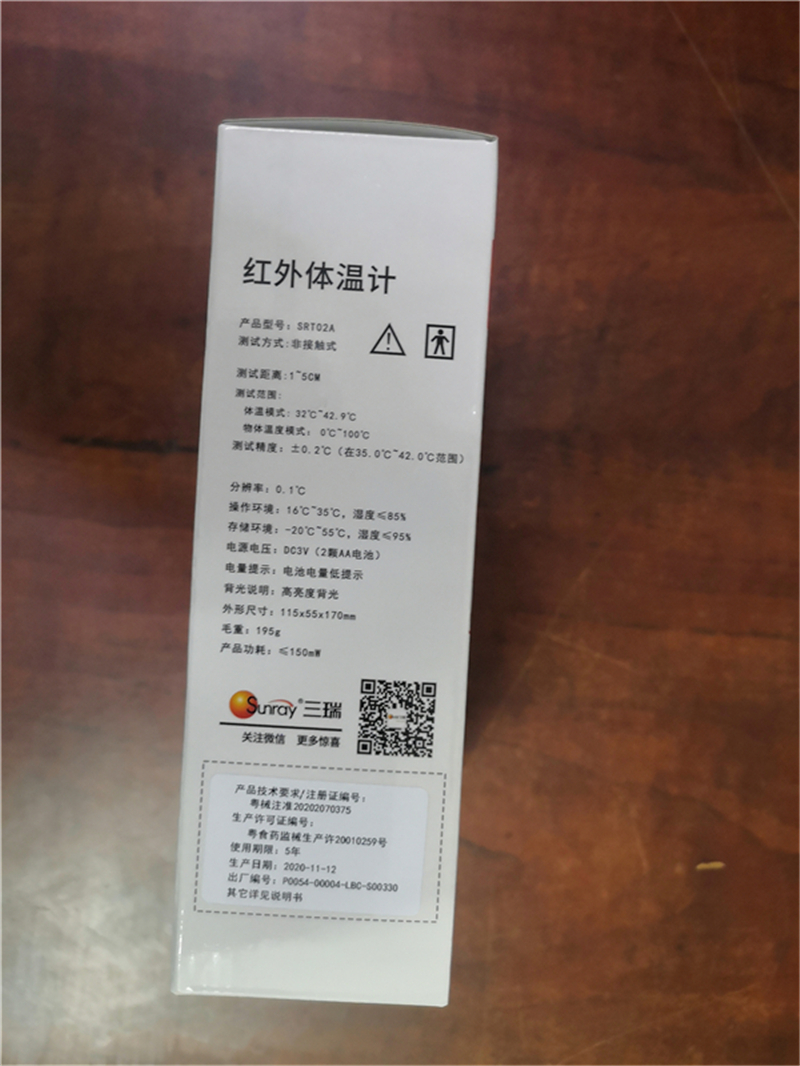 红外体温计
产品型号：SRT02A
测试方式:非接触式
测试距离:1~5CM
测试范围:
体温模式: 32℃~42.9℃
物体温度模式： 0℃~100℃
测试精度：±0.2℃（在35.0℃~42.0℃范围）
分辨率：0.1℃
操作环境：16℃~35℃，湿度≤85%
存储环境：-20℃~55℃，湿度≤95%
电源电压：DC3V（2颗AA电池）
电量提示：电池电量低提示
背光说明：高亮度背光
外形尺寸：115x55x170mm
毛重：195g
产品功耗：≤150mW
Sunray®三瑞
关注微信 更多惊喜
产品技术要求/注册证编号：
粤械注准20202070375
生产许可证编号：
粤食药监械生产许20010259号
使用期限：5年
生产日期：2020-11-12
出厂编号：P0054-00004-LBC-S00330
其它详见说明书